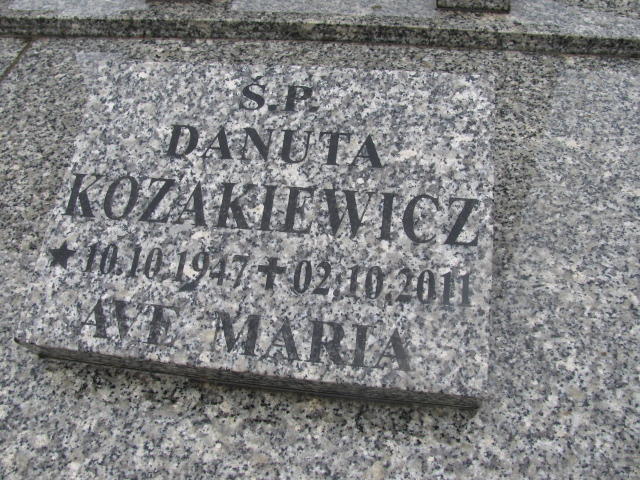 Ś.P.
DANUTA
KOZAKIEWICZ
★ 10.10.1947 ✝ 02.10.2011
AVE MARIA